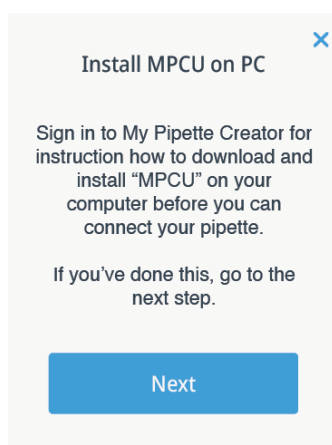 Install MPCU on PC
Sign in to My Pipette Creator for
instruction how to download and
install “MPCU” on your
computer before you can
connect your pipette.
If you’ve done this, go to the
next step.
Next